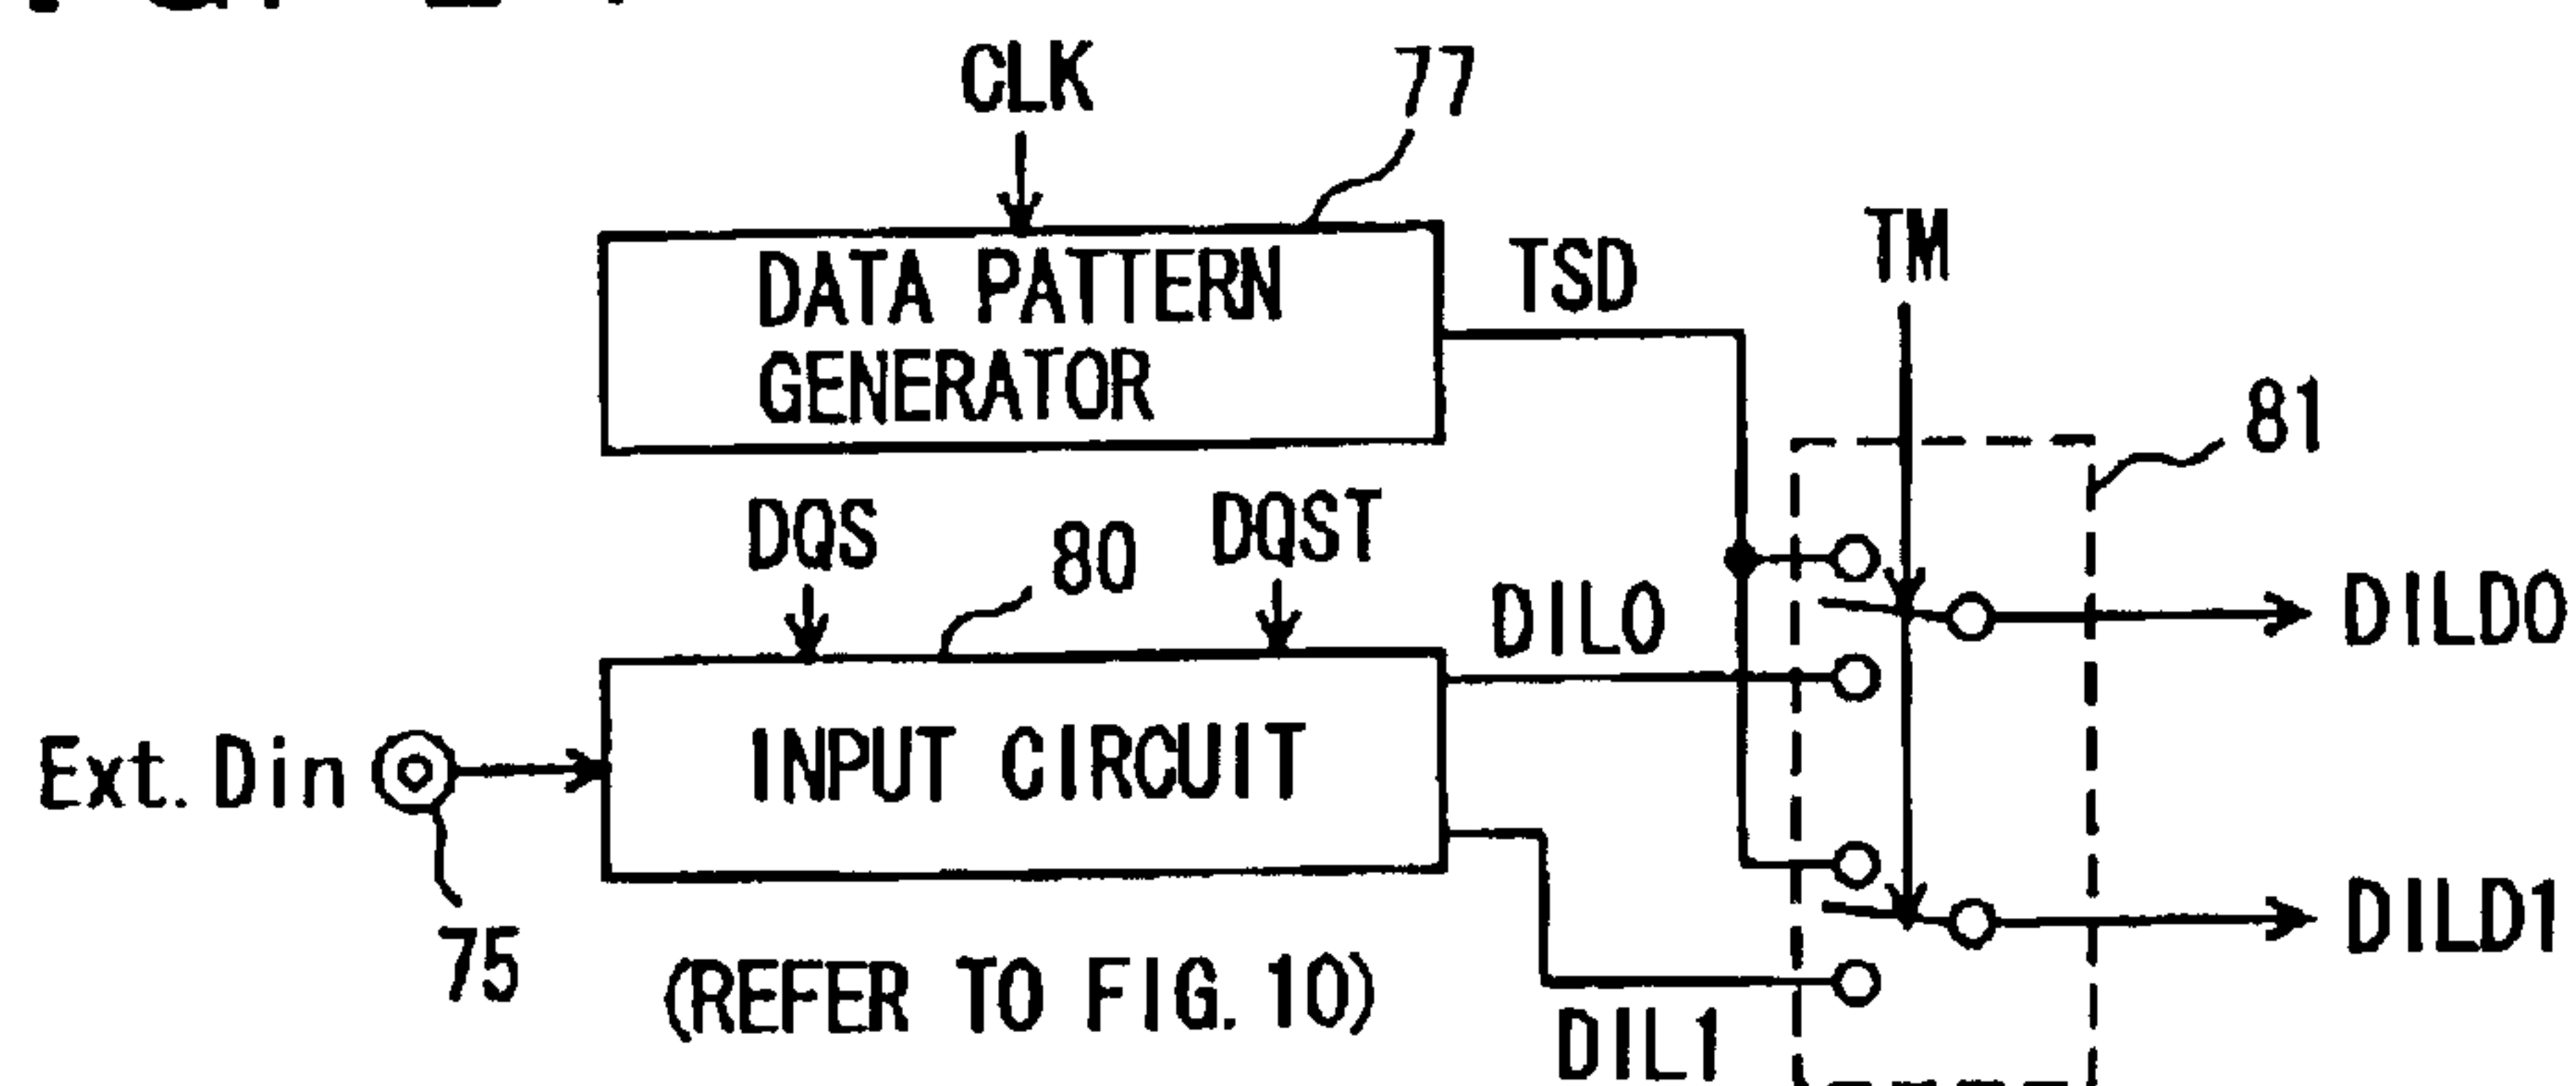 CLK
77
DATA PATTERN
GENERATOR
TSD
TM
81
DQS
80
DQST
DIL0
DILD0
Ext. Din
INPUT CIRCUIT
75
(REFER TO FIG. 10)
DIL1
DILD1